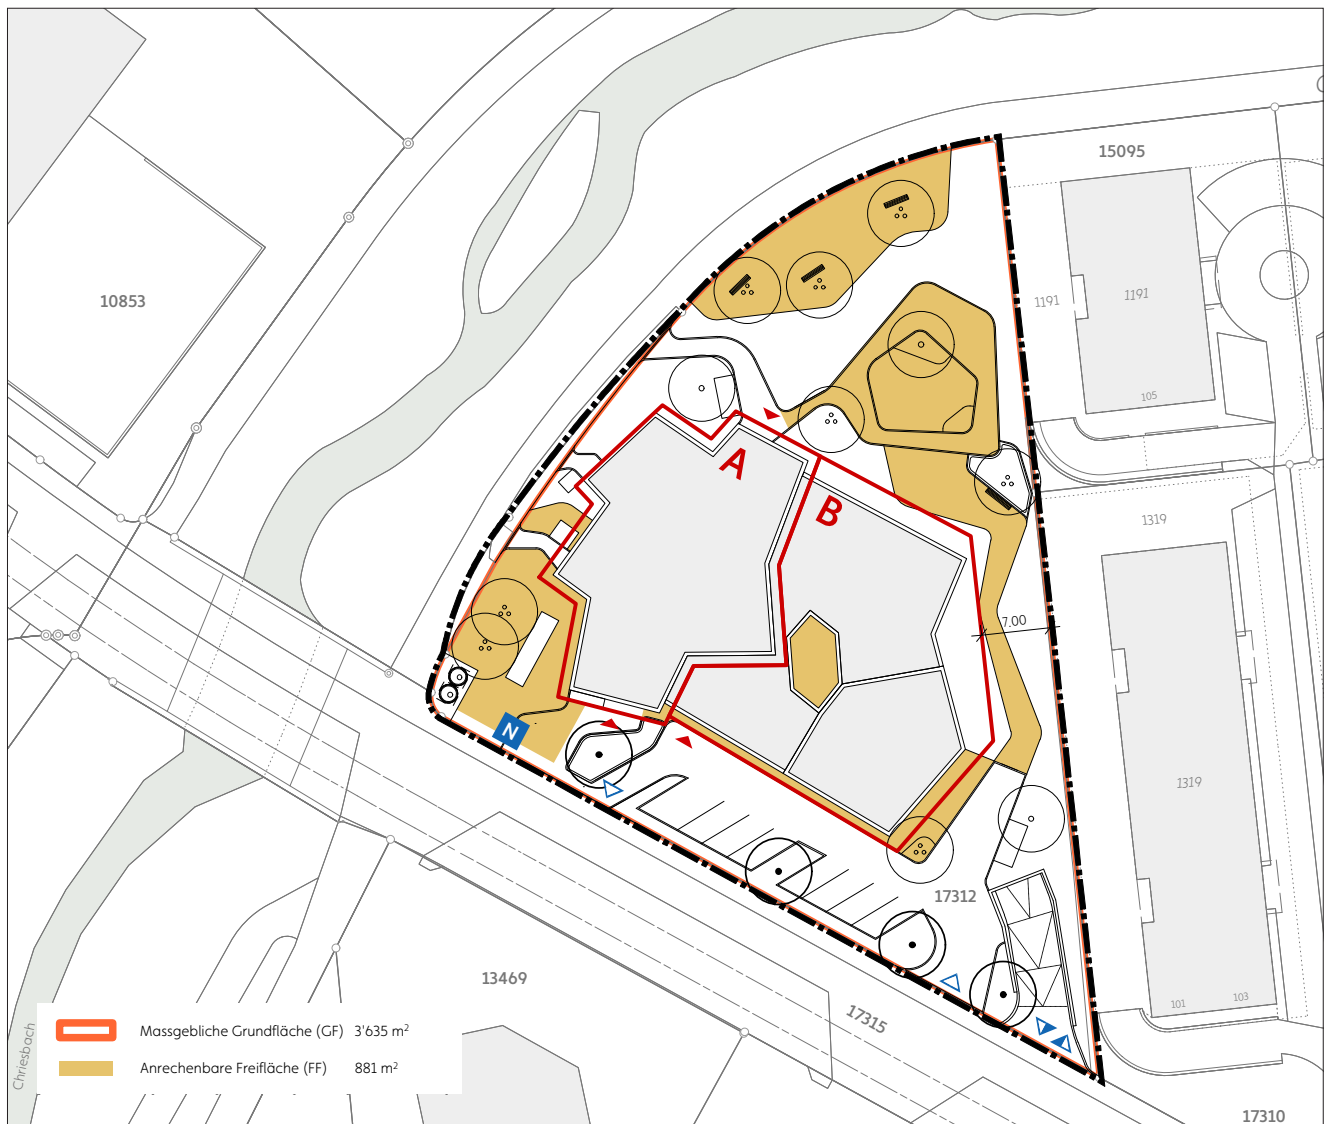 15095
10853
1191
1191
105
A
B
1319
7.00
N
1319
17312
13469
101
103
17315
Chriesbach
Massgebliche Grundfläche (GF) 3'635 m²
Anrechenbare Freifläche (FF) 881 m²
17310